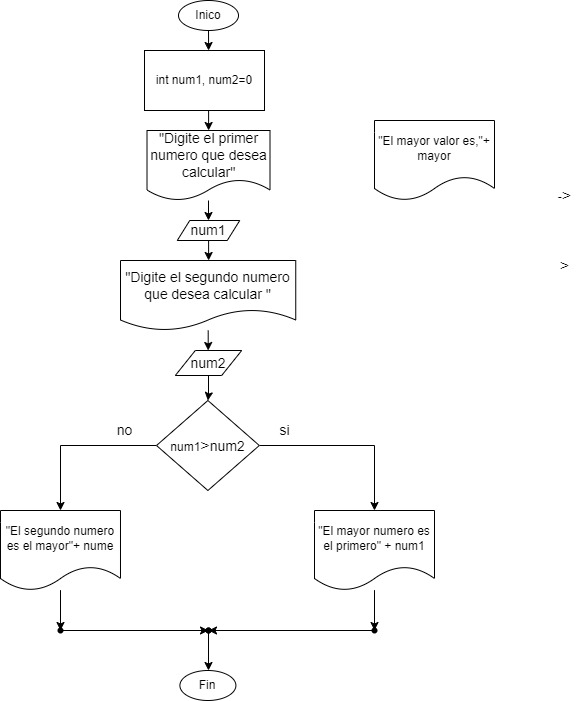 Inico
int num1, num2=0
"Digite el primer
numero que desea
calcular"
"El mayor valor es,"+
mayor
->
num1
>
"Digite el segundo numero
que desea calcular "
num2
no
si
num1>num2
"El segundo numero
es el mayor"+ nume
"El mayor numero es
el primero" + num1
Fin